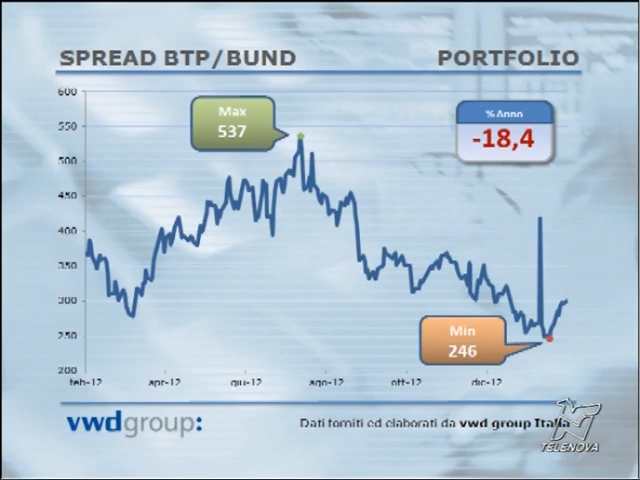 SPREAD BTP/BUND PORTFOLIO
600
550
500
450
400
350
300
250
200
Max
537
% Anno
-18,4
Min
246
feb-12 apr-12 giu-12 ago-12 ott-12 dic-12
vwdgroup:
Dati forniti ed elaborati da vwd group Italia
TELENOVA